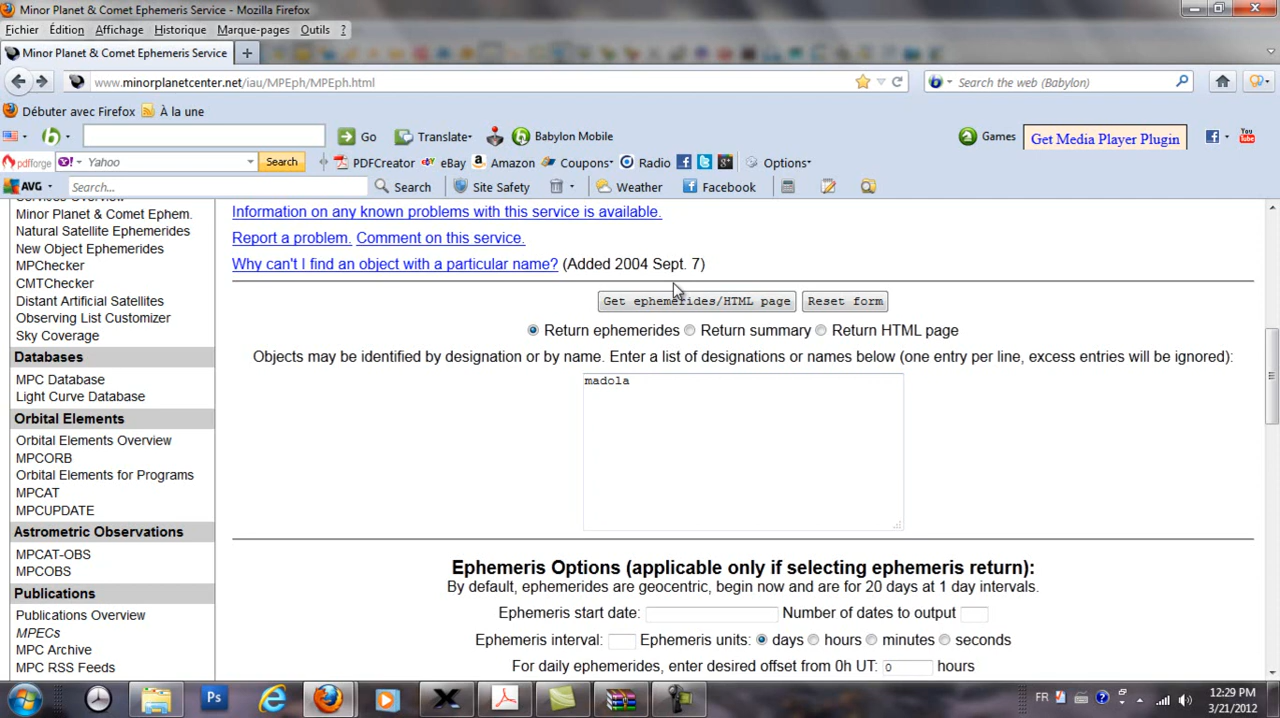 Minor Planet & Comet Ephemeris Service - Mozilla Firefox
Fichier Édition Affichage Historique Marque-pages Outils ?
Minor Planet & Comet Ephemeris Service
www.minorplanetcenter.net/iau/MPEph/MPEph.html
Search the web (Babylon)
Débuter avec Firefox À la une
Go Translate Babylon Mobile Games Get Media Player Plugin
pdfforge Yahoo Search PDFCreator eBay Amazon Coupons Radio Options
AVG Search... Search Site Safety Weather Facebook
Minor Planet & Comet Ephem.
Natural Satellite Ephemerides
New Object Ephemerides
MPChecker
CMTChecker
Distant Artificial Satellites
Observing List Customizer
Sky Coverage
Databases
MPC Database
Light Curve Database
Orbital Elements
Orbital Elements Overview
MPCORB
Orbital Elements for Programs
MPCAT
MPCUPDATE
Astrometric Observations
MPCAT-OBS
MPCOBS
Publications
Publications Overview
MPECs
MPC Archive
MPC RSS Feeds
Information on any known problems with this service is available.
Report a problem. Comment on this service.
Why can't I find an object with a particular name? (Added 2004 Sept. 7)
Get ephemerides/HTML page Reset form
Return ephemerides Return summary Return HTML page
Objects may be identified by designation or by name. Enter a list of designations or names below (one entry per line, excess entries will be ignored):
madola
Ephemeris Options (applicable only if selecting ephemeris return):
By default, ephemerides are geocentric, begin now and are for 20 days at 1 day intervals.
Ephemeris start date: Number of dates to output
Ephemeris interval: Ephemeris units: days hours minutes seconds
For daily ephemerides, enter desired offset from 0h UT: 0 hours
Ps
FR
12:29 PM
3/21/2012